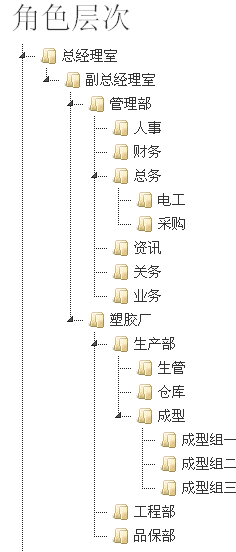 角色层次
总经理室
副总经理室
管理部
人事
财务
总务
电工
采购
资讯
关务
业务
塑胶厂
生产部
生管
仓库
成型
成型组一
成型组二
成型组三
工程部
品保部